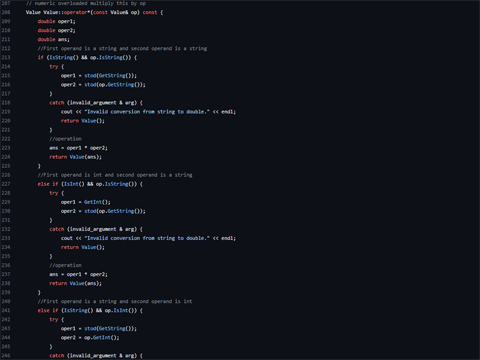 207 // numeric overloaded multiply this by op
208 Value Value::operator*(const Value& op) const {
209 double oper1;
210 double oper2;
211 double ans;
212 //First operand is a string and second operand is a string
213 if (IsString() && op.IsString()) {
214 try {
215 oper1 = stod(GetString());
216 oper2 = stod(op.GetString());
217 }
218 catch (invalid_argument & arg) {
219 cout << "Invalid conversion from string to double." << endl;
220 return Value();
221 }
222 //operation
223 ans = oper1 * oper2;
224 return Value(ans);
225 }
226 //First operand is int and second operand is a string
227 else if (IsInt() && op.IsString()) {
228 try {
229 oper1 = GetInt();
230 oper2 = stod(op.GetString());
231 }
232 catch (invalid_argument & arg) {
233 cout << "Invalid conversion from string to double." << endl;
234 return Value();
235 }
236 //operation
237 ans = oper1 * oper2;
238 return Value(ans);
239 }
240 //First operand is a string and second operand is int
241 else if (IsString() && op.IsInt()) {
242 try {
243 oper1 = stod(GetString());
244 oper2 = op.GetInt();
245 }
246 catch (invalid_argument & arg) {